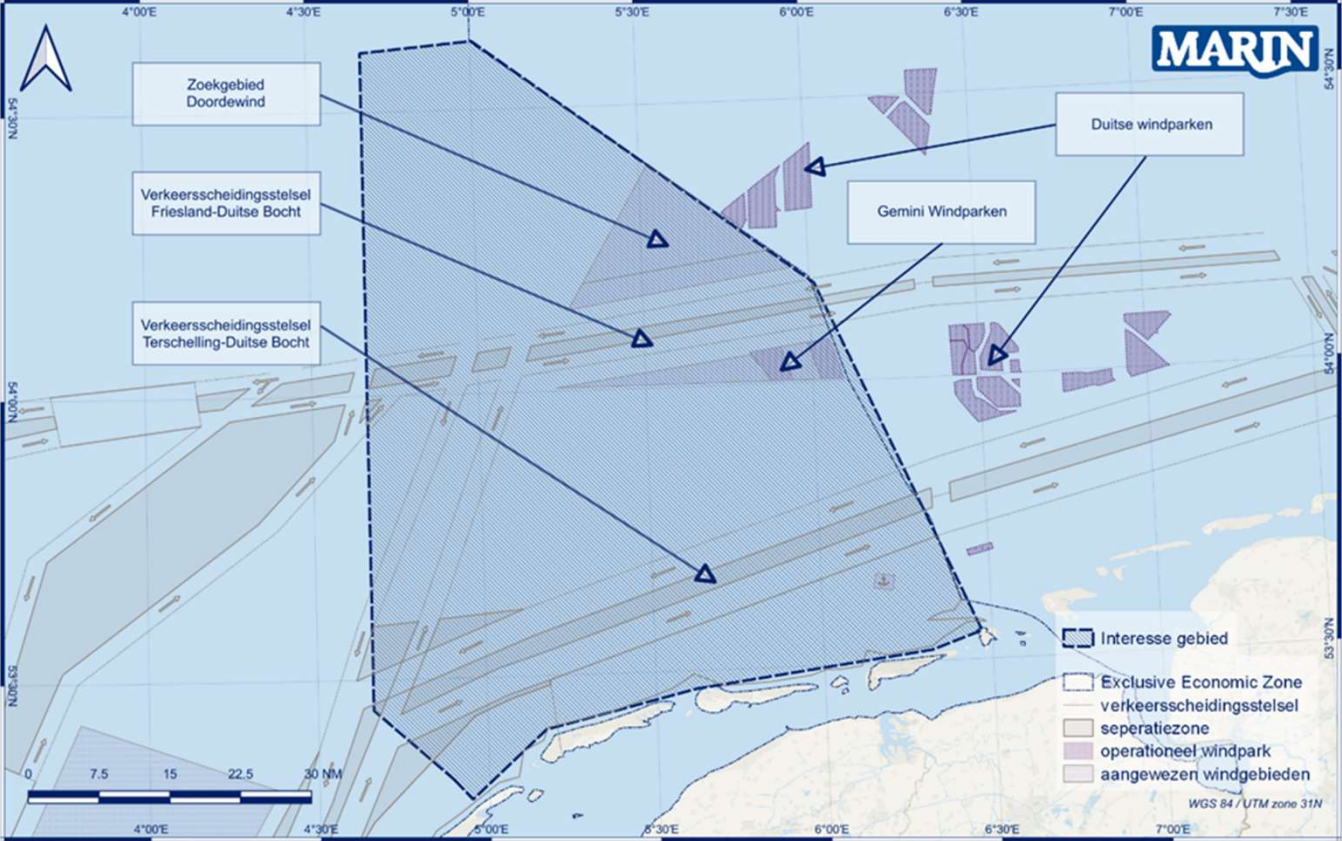 4°00'E 4°30'E 5°00'E 5°30'E 6°00'E 6°30'E 7°00'E 7°30'E
MARIN
54°30'N
54°30'N
Zoekgebied
Doordewind
Duitse windparken
Verkeersscheidingsstelsel
Friesland-Duitse Bocht
Gemini Windparken
Verkeersscheidingsstelsel
Terschelling-Duitse Bocht
54°00'N
54°00'N
53°30'N
53°30'N
Interesse gebied
Exclusive Economic Zone
verkeersscheidingsstelsel
seperatiezone
operationeel windpark
aangewezen windgebieden
0 7.5 15 22.5 30 NM
WGS 84 / UTM zone 31N
4°00'E 4°30'E 5°00'E 5°30'E 6°00'E 6°30'E 7°00'E